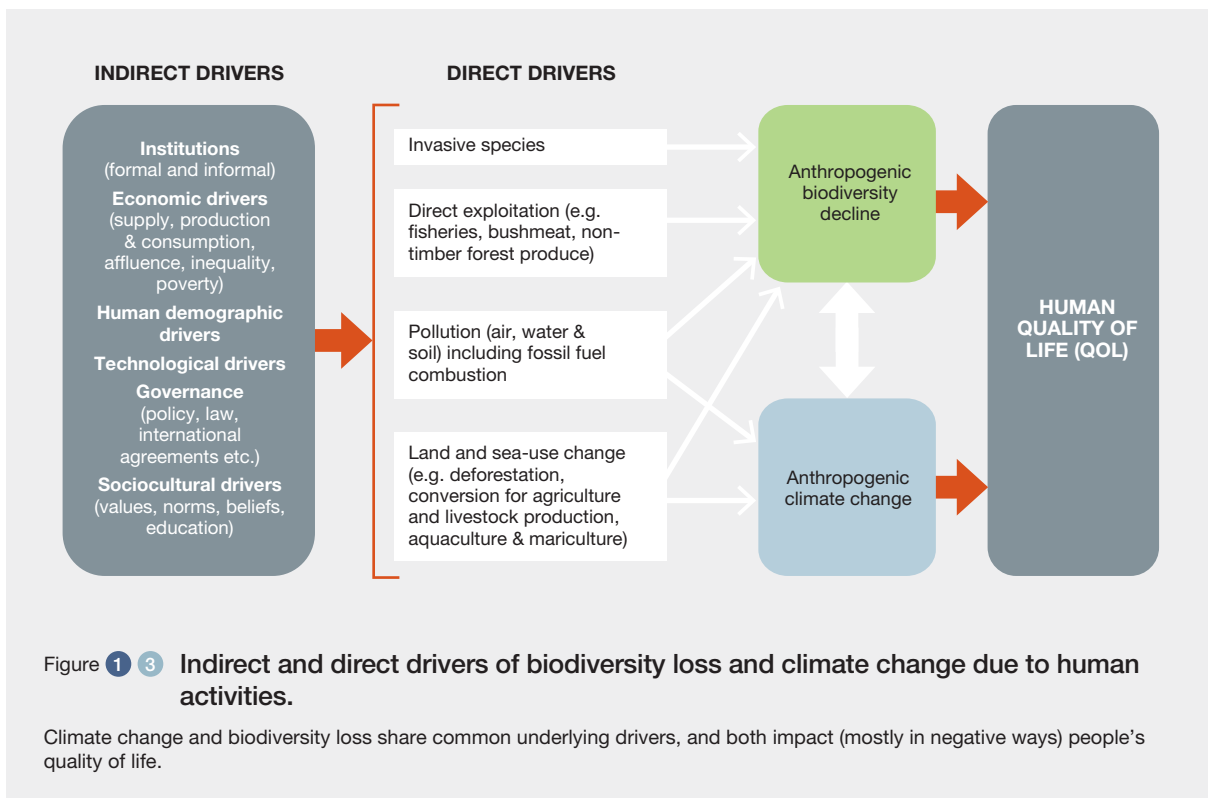 INDIRECT DRIVERS
Institutions
(formal and informal)
Economic drivers
(supply, production
& consumption,
affluence, inequality,
poverty)
Human demographic
drivers
Technological drivers
Governance
(policy, law,
international
agreements etc.)
Sociocultural drivers
(values, norms, beliefs,
education)
DIRECT DRIVERS
Invasive species
Direct exploitation (e.g.
fisheries, bushmeat, non-
timber forest produce)
Pollution (air, water &
soil) including fossil fuel
combustion
Land and sea-use change
(e.g. deforestation,
conversion for agriculture
and livestock production,
aquaculture & mariculture)
Anthropogenic
biodiversity
decline
Anthropogenic
climate change
HUMAN
QUALITY OF
LIFE (QOL)
Figure 1 3 Indirect and direct drivers of biodiversity loss and climate change due to human
activities.
Climate change and biodiversity loss share common underlying drivers, and both impact (mostly in negative ways) people's
quality of life.